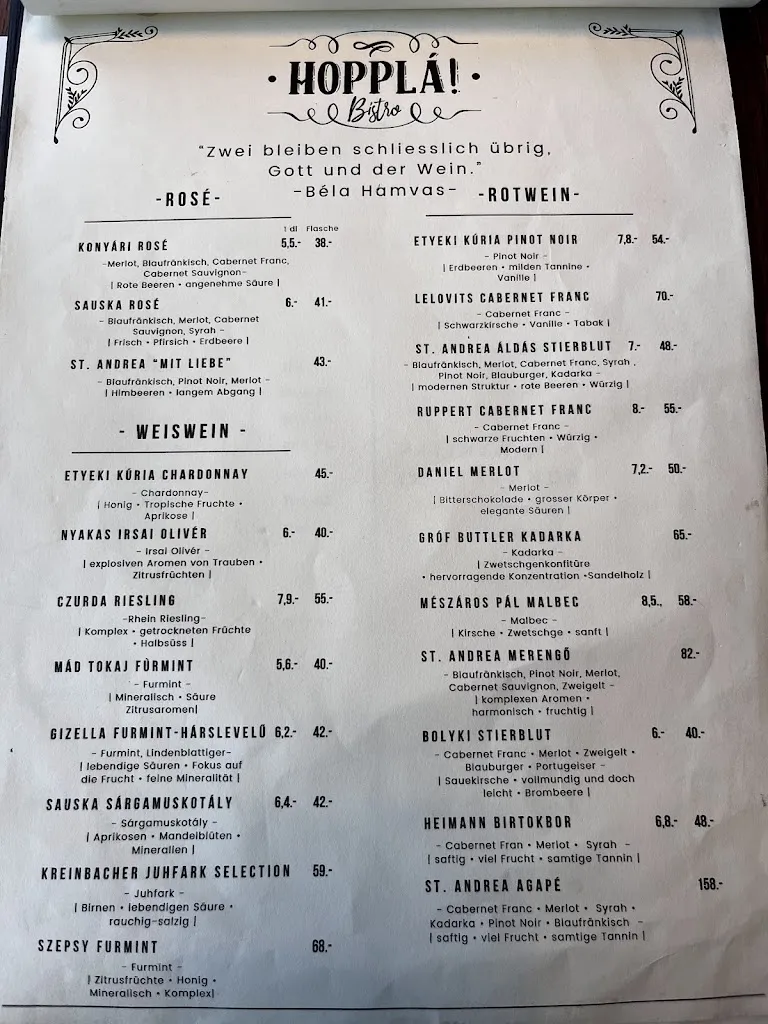 HOPPLÁ!
Bistro
"Zwei bleiben schliesslich übrig,
Gott und der Wein."
-Béla Hamvas-
-ROSÉ-
1 dl Flasche
KONYÁRI ROSÉ 5,5.- 38.-
-Merlot, Blaufränkisch, Cabernet Franc,
Cabernet Sauvignon-
| Rote Beeren • angenehme Säure |
SAUSKA ROSÉ 6.- 41.-
- Blaufränkisch, Merlot, Cabernet
Sauvignon, Syrah -
| Frisch • Pfirsich • Erdbeere |
ST. ANDREA "MIT LIEBE" 43.-
- Blaufränkisch, Pinot Noir, Merlot -
| Himbeeren • langem Abgang |
- WEISWEIN -
ETYEKI KÚRIA CHARDONNAY 45.-
- Chardonnay-
| Honig • Tropische Fruchte •
Aprikose |
NYAKAS IRSAI OLIVÉR 6.- 40.-
- Irsai Olivér -
| explosiven Aromen von Trauben •
Zitrusfrüchten |
CZURDA RIESLING 7,9.- 55.-
-Rhein Riesling-
| Komplex • getrockneten Früchte
• Halbsüss |
MÁD TOKAJ FÚRMINT 5,6.- 40.-
- Furmint -
| Mineralisch • Säure
Zitrusaromen|
GIZELLA FURMINT-HÁRSLEVELŰ 6,2.- 42.-
- Furmint, Lindenblattiger-
| lebendige Säuren • Fokus auf
die Frucht • feine Mineralität |
SAUSKA SÁRGAMUSKOTÁLY 6,4.- 42.-
- Sárgamuskotály -
| Aprikosen • Mandelblüten •
Mineralien |
KREINBACHER JUHFARK SELECTION 59.-
- Juhfark -
| Birnen • lebendigen Säure •
rauchig-salzig |
SZEPSY FURMINT 68.-
- Furmint -
| Zitrusfrüchte • Honig •
Mineralisch • Komplex|
-ROTWEIN-
ETYEKI KÚRIA PINOT NOIR 7,8.- 54.-
- Pinot Noir -
| Erdbeeren • milden Tannine •
Vanille |
LELOVITS CABERNET FRANC 70.-
- Cabernet Franc -
| Schwarzkirsche • Vanille • Tabak |
ST. ANDREA ÁLDÁS STIERBLUT 7.- 48.-
- Blaufränkisch, Merlot, Cabernet Franc, Syrah ,
Pinot Noir, Blauburger, Kadarka -
| modernen Struktur • rote Beeren • Würzig |
RUPPERT CABERNET FRANC 8.- 55.-
- Cabernet Franc -
| schwarze Fruchten • Würzig •
Modern |
DANIEL MERLOT 7,2.- 50.-
- Merlot -
| Bitterschokolade • grosser Körper •
elegante Säuren |
GRÓF BUTTLER KADARKA 65.-
- Kadarka -
| Zwetschgenkonfitüre
• hervorragende Konzentration •Sandelholz |
MÉSZÁROS PÁL MALBEC 8,5., 58.-
- Malbec -
| Kirsche • Zwetschge • sanft |
ST. ANDREA MERENGŐ 82.-
- Blaufränkisch, Pinot Noir, Merlot,
Cabernet Sauvignon, Zweigelt -
| komplexen Aromen •
harmonisch • fruchtig |
BOLYKI STIERBLUT 6.- 40.-
- Cabernet Franc • Merlot • Zweigelt •
Blauburger • Portugeiser -
| Sauekirsche • vollmundig und doch
leicht • Brombeere |
HEIMANN BIRTOKBOR 6,8.- 48.-
- Cabernet Fran • Merlot • Syrah -
| saftig • viel Frucht • samtige Tannin |
ST. ANDREA AGAPÉ 158.-
- Cabernet Franc • Merlot • Syrah •
Kadarka • Pinot Noir • Blaufränkisch -
| saftig • viel Frucht • samtige Tannin |